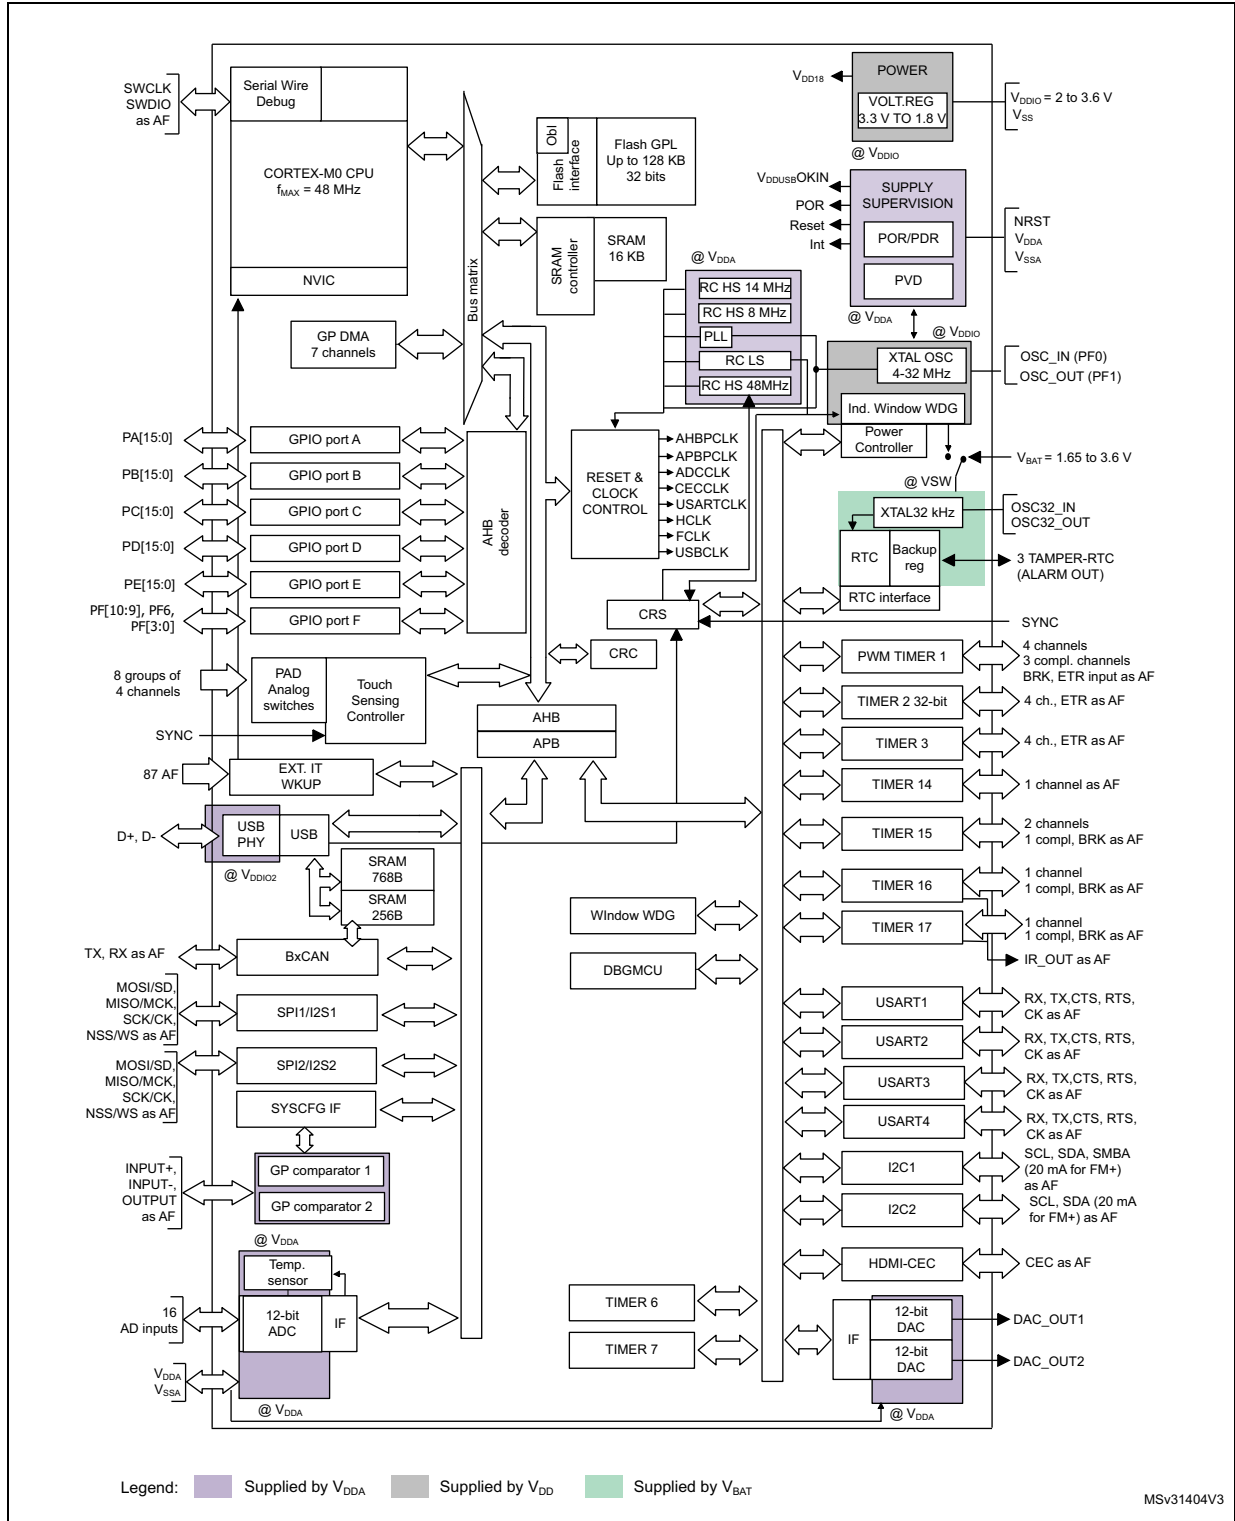 SWCLK
SWDIO
as AF
Serial Wire
Debug
CORTEX-M0 CPU
fMAX = 48 MHz
NVIC
Bus matrix
Obl
Flash
interface
Flash GPL
Up to 128 KB
32 bits
SRAM
controller
SRAM
16 KB
VDD18
POWER
VOLT.REG
3.3 V TO 1.8 V
@ VDDIO
VDDIO = 2 to 3.6 V
VSS
VDDUSBOKIN
POR
Reset
Int
SUPPLY
SUPERVISION
POR/PDR
PVD
@ VDDA
NRST
VDDA
VSSA
@ VDDA
RC HS 14 MHz
RC HS 8 MHz
PLL
RC LS
RC HS 48MHz
@ VDDIO
XTAL OSC
4-32 MHz
Ind. Window WDG
Power
Controller
OSC_IN (PF0)
OSC_OUT (PF1)
VBAT = 1.65 to 3.6 V
@ VSW
XTAL32 kHz
OSC32_IN
OSC32_OUT
RTC
Backup
reg
RTC interface
3 TAMPER-RTC
(ALARM OUT)
GP DMA
7 channels
PA[15:0]
GPIO port A
PB[15:0]
GPIO port B
PC[15:0]
GPIO port C
PD[15:0]
GPIO port D
PE[15:0]
GPIO port E
PF[10:9], PF6,
PF[3:0]
GPIO port F
AHB
decoder
RESET &
CLOCK
CONTROL
AHBPCLK
APBPCLK
ADCCLK
CECCLK
USARTCLK
HCLK
FCLK
USBCLK
CRS
SYNC
CRC
8 groups of
4 channels
PAD
Analog
switches
Touch
Sensing
Controller
SYNC
AHB
APB
87 AF
EXT. IT
WKUP
D+, D-
USB
PHY
USB
@ VDDIO2
SRAM
768B
SRAM
256B
TX, RX as AF
BxCAN
MOSI/SD,
MISO/MCK,
SCK/CK,
NSS/WS as AF
SPI1/I2S1
MOSI/SD,
MISO/MCK,
SCK/CK,
NSS/WS as AF
SPI2/I2S2
SYSCFG IF
INPUT+,
INPUT-,
OUTPUT
as AF
GP comparator 1
GP comparator 2
@ VDDA
Temp.
sensor
16
AD inputs
12-bit
ADC
IF
VDDA
VSSA
@ VDDA
WIndow WDG
DBGMCU
TIMER 6
TIMER 7
PWM TIMER 1
4 channels
3 compl. channels
BRK, ETR input as AF
TIMER 2 32-bit
4 ch., ETR as AF
TIMER 3
4 ch., ETR as AF
TIMER 14
1 channel as AF
TIMER 15
2 channels
1 compl, BRK as AF
TIMER 16
1 channel
1 compl, BRK as AF
TIMER 17
1 channel
1 compl, BRK as AF
IR_OUT as AF
USART1
RX, TX,CTS, RTS,
CK as AF
USART2
RX, TX,CTS, RTS,
CK as AF
USART3
RX, TX,CTS, RTS,
CK as AF
USART4
RX, TX,CTS, RTS,
CK as AF
I2C1
SCL, SDA, SMBA
(20 mA for FM+)
as AF
I2C2
SCL, SDA (20 mA
for FM+) as AF
HDMI-CEC
CEC as AF
IF
12-bit
DAC
DAC_OUT1
12-bit
DAC
DAC_OUT2
@ VDDA
Legend:
Supplied by VDDA
Supplied by VDD
Supplied by VBAT
MSv31404V3